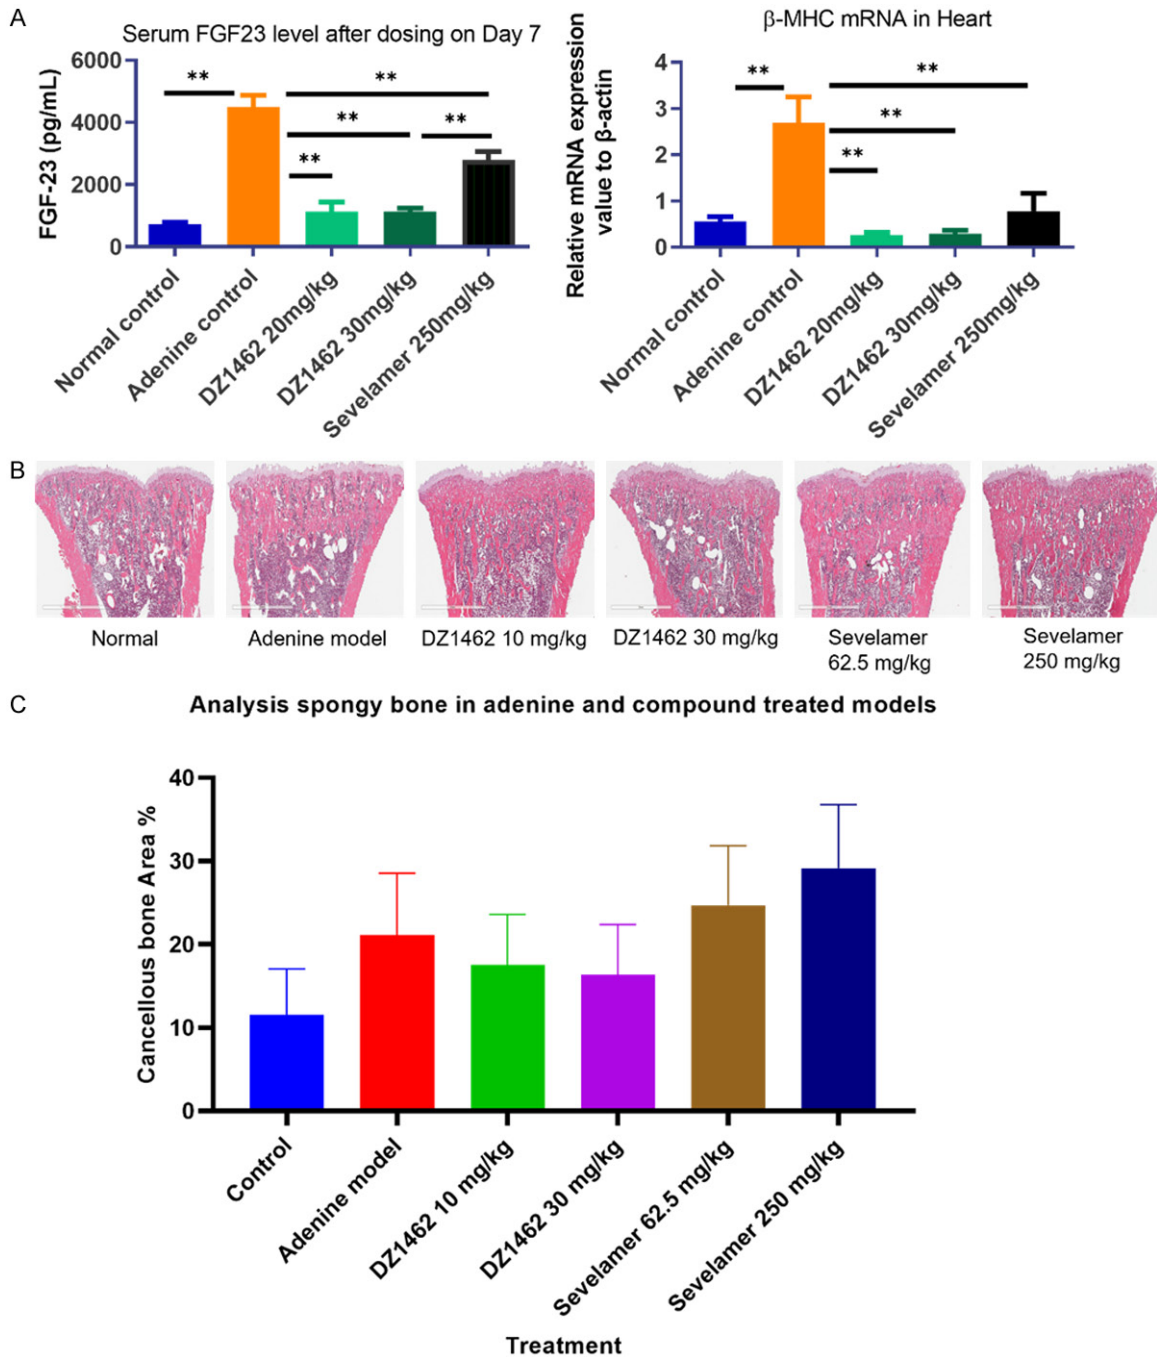 A
Serum FGF23 level after dosing on Day 7
FGF-23 (pg/mL)
6000
4000
2000
0
**
**
**
**
**
Normal control
Adenine control
DZ1462 20mg/kg
DZ1462 30mg/kg
Sevelamer 250mg/kg
β-MHC mRNA in Heart
Relative mRNA expression
value to β-actin
4
3
2
1
0
**
**
**
**
Normal control
Adenine control
DZ1462 20mg/kg
DZ1462 30mg/kg
Sevelamer 250mg/kg
B
Normal
Adenine model
DZ1462 10 mg/kg
DZ1462 30 mg/kg
Sevelamer
62.5 mg/kg
Sevelamer
250 mg/kg
C
Analysis spongy bone in adenine and compound treated models
Cancellous bone Area %
40
30
20
10
0
Control
Adenine model
DZ1462 10 mg/kg
DZ1462 30 mg/kg
Sevelamer 62.5 mg/kg
Sevelamer 250 mg/kg
Treatment